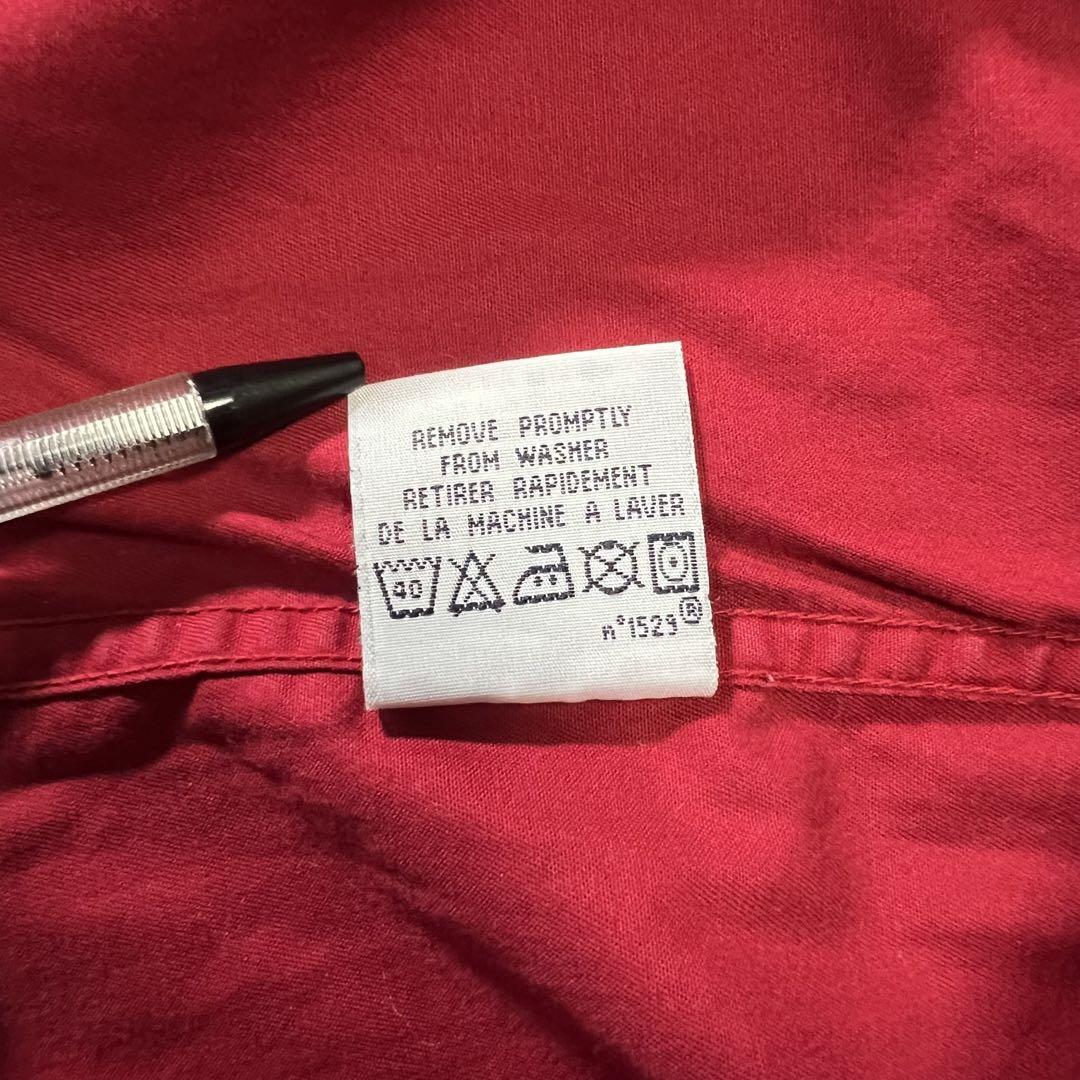 REMOVE PROMPTLY
FROM WASHER
RETIRER RAPIDEMENT
DE LA MACHINE A LAVER
40
n°1529®